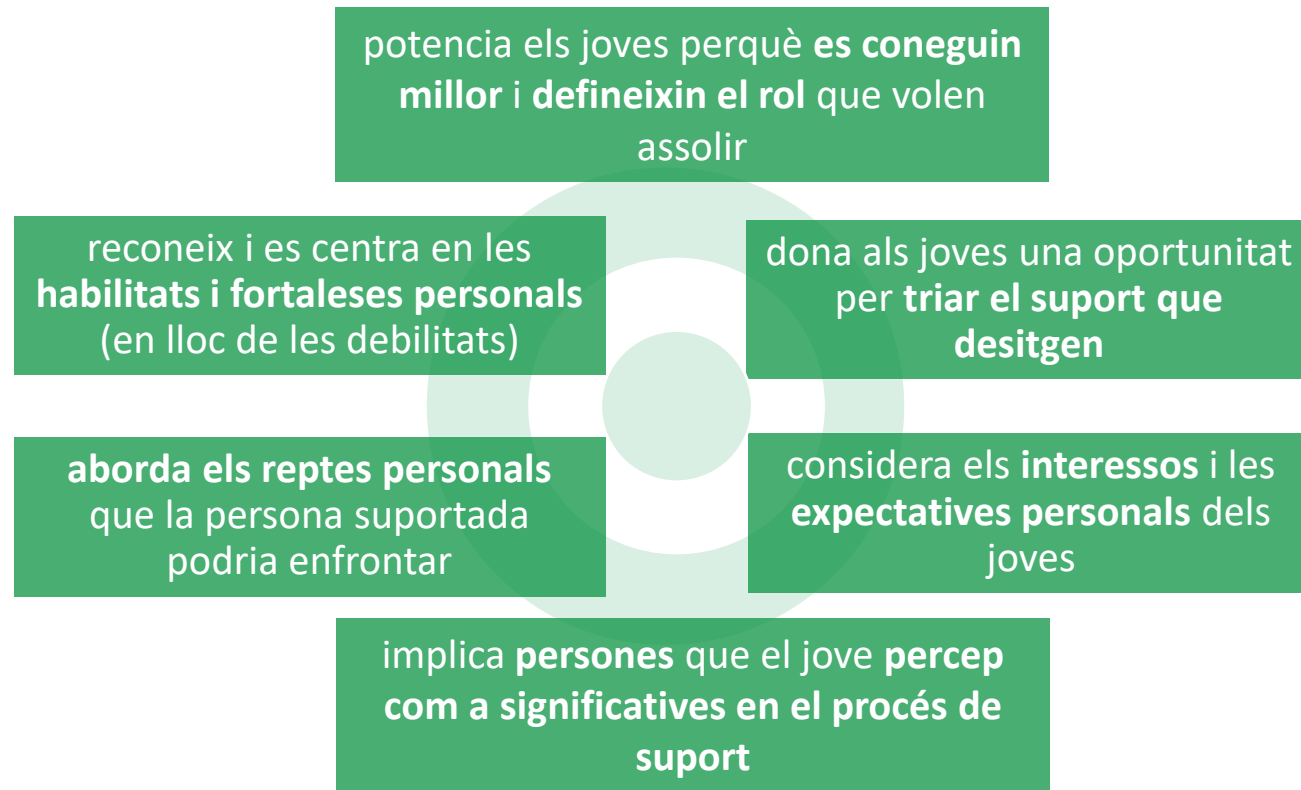 potencia els joves perquè es coneguin
millor i defineixin el rol que volen
assolir
reconeix i es centra en les
habilitats i fortaleses personals
(en lloc de les debilitats)
dona als joves una oportunitat
per triar el suport que
desitgen
aborda els reptes personals
que la persona suportada
podria enfrontar
considera els interessos i les
expectatives personals dels
joves
implica persones que el jove percep
com a significatives en el procés de
suport